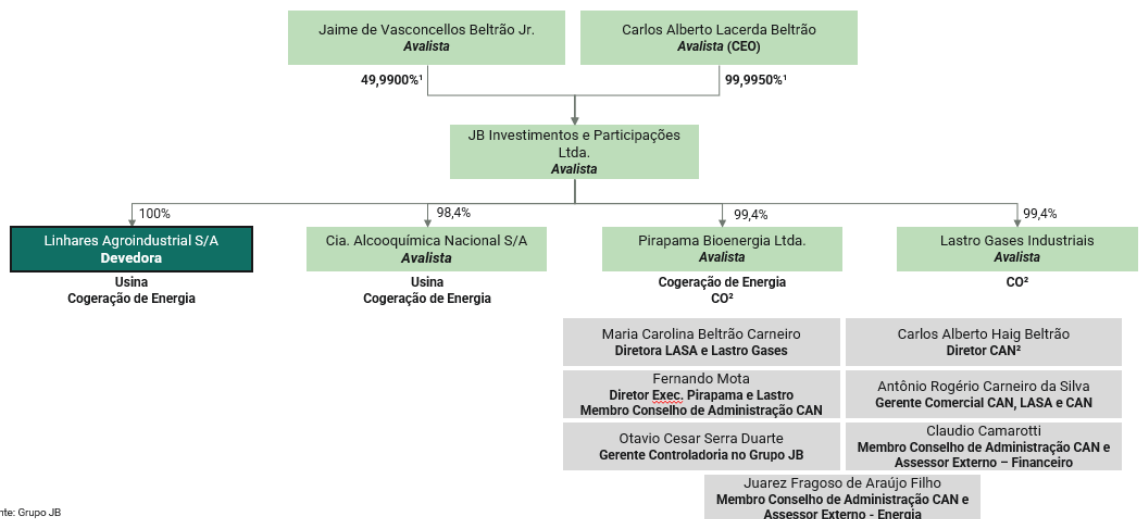 Jaime de Vasconcellos Beltrão Jr.
Avalista
Carlos Alberto Lacerda Beltrão
Avalista (CEO)
49,9900%¹
99,9950%¹
JB Investimentos e Participações
Ltda.
Avalista
100%
98,4%
99,4%
99,4%
Linhares Agroindustrial S/A
Devedora
Cia. Alcooquímica Nacional S/A
Avalista
Pirapama Bioenergia Ltda.
Avalista
Lastro Gases Industriais
Avalista
Usina
Cogeração de Energia
Usina
Cogeração de Energia
Cogeração de Energia
CO²
CO²
Maria Carolina Beltrão Carneiro
Diretora LASA e Lastro Gases
Carlos Alberto Haig Beltrão
Diretor CAN²
Fernando Mota
Diretor Exec. Pirapama e Lastro
Membro Conselho de Administração CAN
Antônio Rogério Carneiro da Silva
Gerente Comercial CAN, LASA e CAN
Otavio Cesar Serra Duarte
Gerente Controladoria no Grupo JB
Claudio Camarotti
Membro Conselho de Administração CAN e
Assessor Externo – Financeiro
Juarez Fragoso de Araújo Filho
Membro Conselho de Administração CAN e
Assessor Externo - Energia
nte: Grupo JB